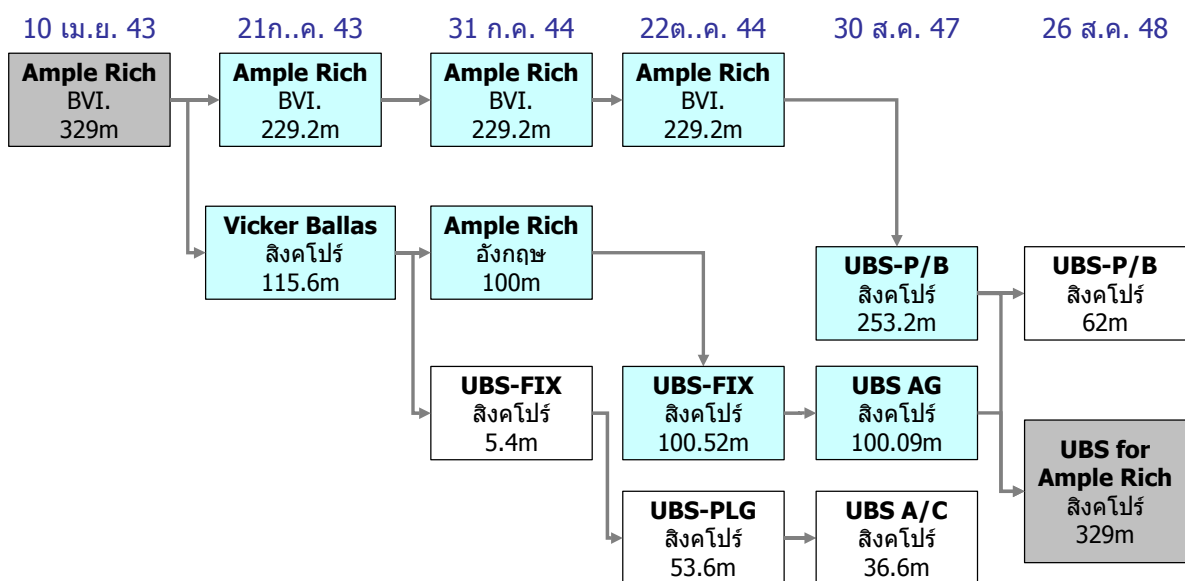 10 เม.ย. 43
21ก..ค. 43
31 ก.ค. 44
22ต..ค. 44
30 ส.ค. 47
26 ส.ค. 48
Ample Rich
BVI.
329m
Ample Rich
BVI.
229.2m
Ample Rich
BVI.
229.2m
Ample Rich
BVI.
229.2m
Vicker Ballas
สิงคโปร์
115.6m
Ample Rich
อังกฤษ
100m
UBS-P/B
สิงคโปร์
253.2m
UBS-P/B
สิงคโปร์
62m
UBS-FIX
สิงคโปร์
5.4m
UBS-FIX
สิงคโปร์
100.52m
UBS AG
สิงคโปร์
100.09m
UBS for
Ample Rich
สิงคโปร์
329m
UBS-PLG
สิงคโปร์
53.6m
UBS A/C
สิงคโปร์
36.6m